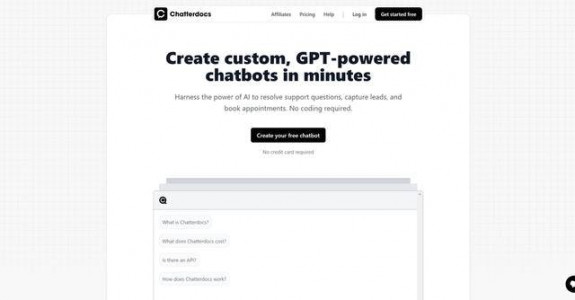 Chatterdocs
Affiliates Pricing Help Log in Get started free
Create custom, GPT-powered
chatbots in minutes
Harness the power of AI to resolve support questions, capture leads, and
book appointments. No coding required.
Create your free chatbot
No credit card required
What is Chatterdocs?
What does Chatterdocs cost?
Is there an API?
How does Chatterdocs work?